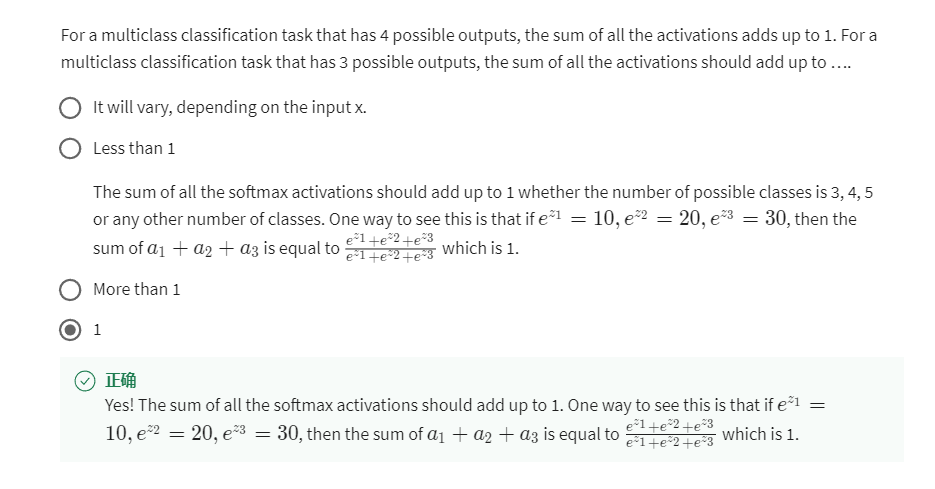 For a multiclass classification task that has 4 possible outputs, the sum of all the activations adds up to 1. For a
multiclass classification task that has 3 possible outputs, the sum of all the activations should add up to ....
It will vary, depending on the input x.
Less than 1
The sum of all the softmax activations should add up to 1 whether the number of possible classes is 3, 4, 5
or any other number of classes. One way to see this is that if e^{z_1} = 10, e^{z_2} = 20, e^{z_3} = 30, then the
sum of a_1 + a_2 + a_3 is equal to \frac{e^{z_1}+e^{z_2}+e^{z_3}}{e^{z_1}+e^{z_2}+e^{z_3}} which is 1.
More than 1
1
正确
Yes! The sum of all the softmax activations should add up to 1. One way to see this is that if e^{z_1} =
10, e^{z_2} = 20, e^{z_3} = 30, then the sum of a_1 + a_2 + a_3 is equal to \frac{e^{z_1}+e^{z_2}+e^{z_3}}{e^{z_1}+e^{z_2}+e^{z_3}} which is 1.